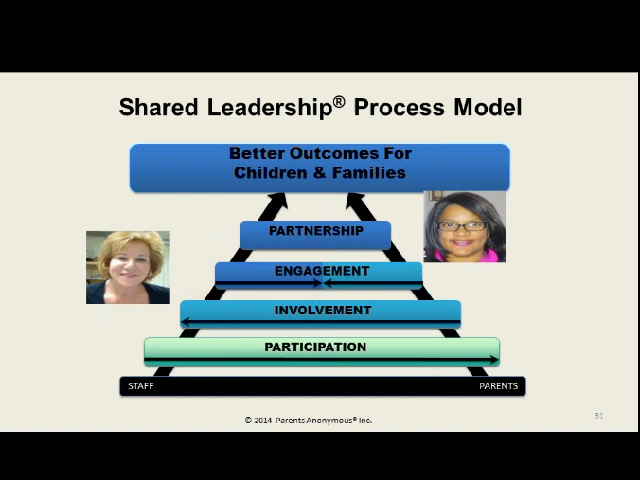 Shared Leadership® Process Model
Better Outcomes For
Children & Families
PARTNERSHIP
ENGAGEMENT
INVOLVEMENT
PARTICIPATION
STAFF
PARENTS
© 2014 Parents Anonymous® Inc.
31